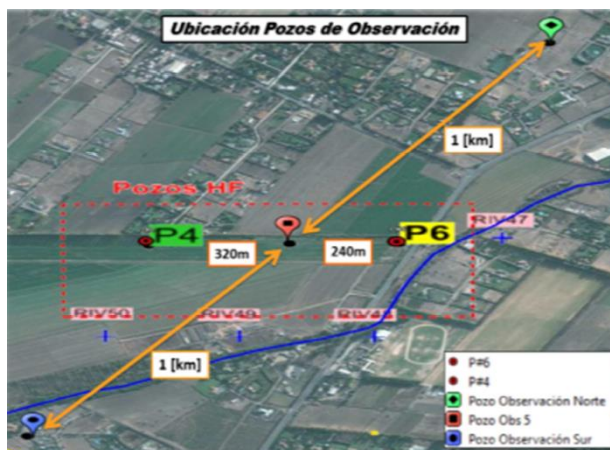 Ubicación Pozos de Observación
1 [km]
Pozos HF
P4
P6
RIV47
320m
240m
RIV50
RIV49
RIV48
1 [km]
P#6
P#4
Pozo Observación Norte
Pozo Obs 5
Pozo Observación Sur